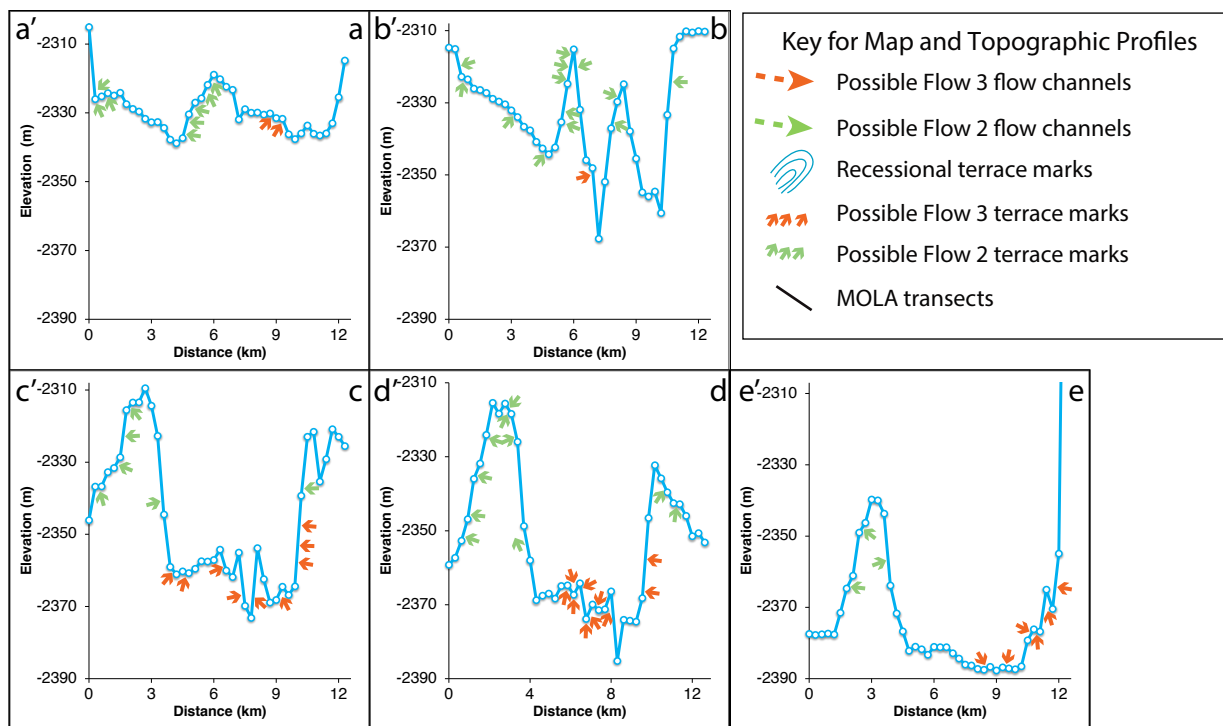 a′ a
-2310
-2330
-2350
-2370
-2390
Elevation (m)
0 3 6 9 12
Distance (km)
b′ b
-2310
-2330
-2350
-2370
-2390
Elevation (m)
0 3 6 9 12
Distance (km)
Key for Map and Topographic Profiles
Possible Flow 3 flow channels
Possible Flow 2 flow channels
Recessional terrace marks
Possible Flow 3 terrace marks
Possible Flow 2 terrace marks
MOLA transects
c′ c
-2310
-2330
-2350
-2370
-2390
Elevation (m)
0 3 6 9 12
Distance (km)
d′ d
-2310
-2330
-2350
-2370
-2390
Elevation (m)
0 4 8 12
Distance (km)
e′ e
-2310
-2330
-2350
-2370
-2390
Elevation (m)
0 3 6 9 12
Distance (km)